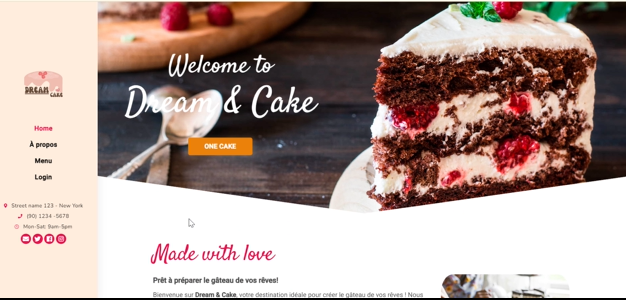 DREAM
CAKE
Home
À propos
Menu
Login
Street name 123 - New York
(90) 1234 -5678
Mon-Sat: 9am-5pm
Welcome to
Dream & Cake
ONE CAKE
Made with love
Prêt à préparer le gâteau de vos rêves!
Bienvenue sur Dream & Cake, votre destination idéale pour créer le gâteau de vos rêves ! Nous